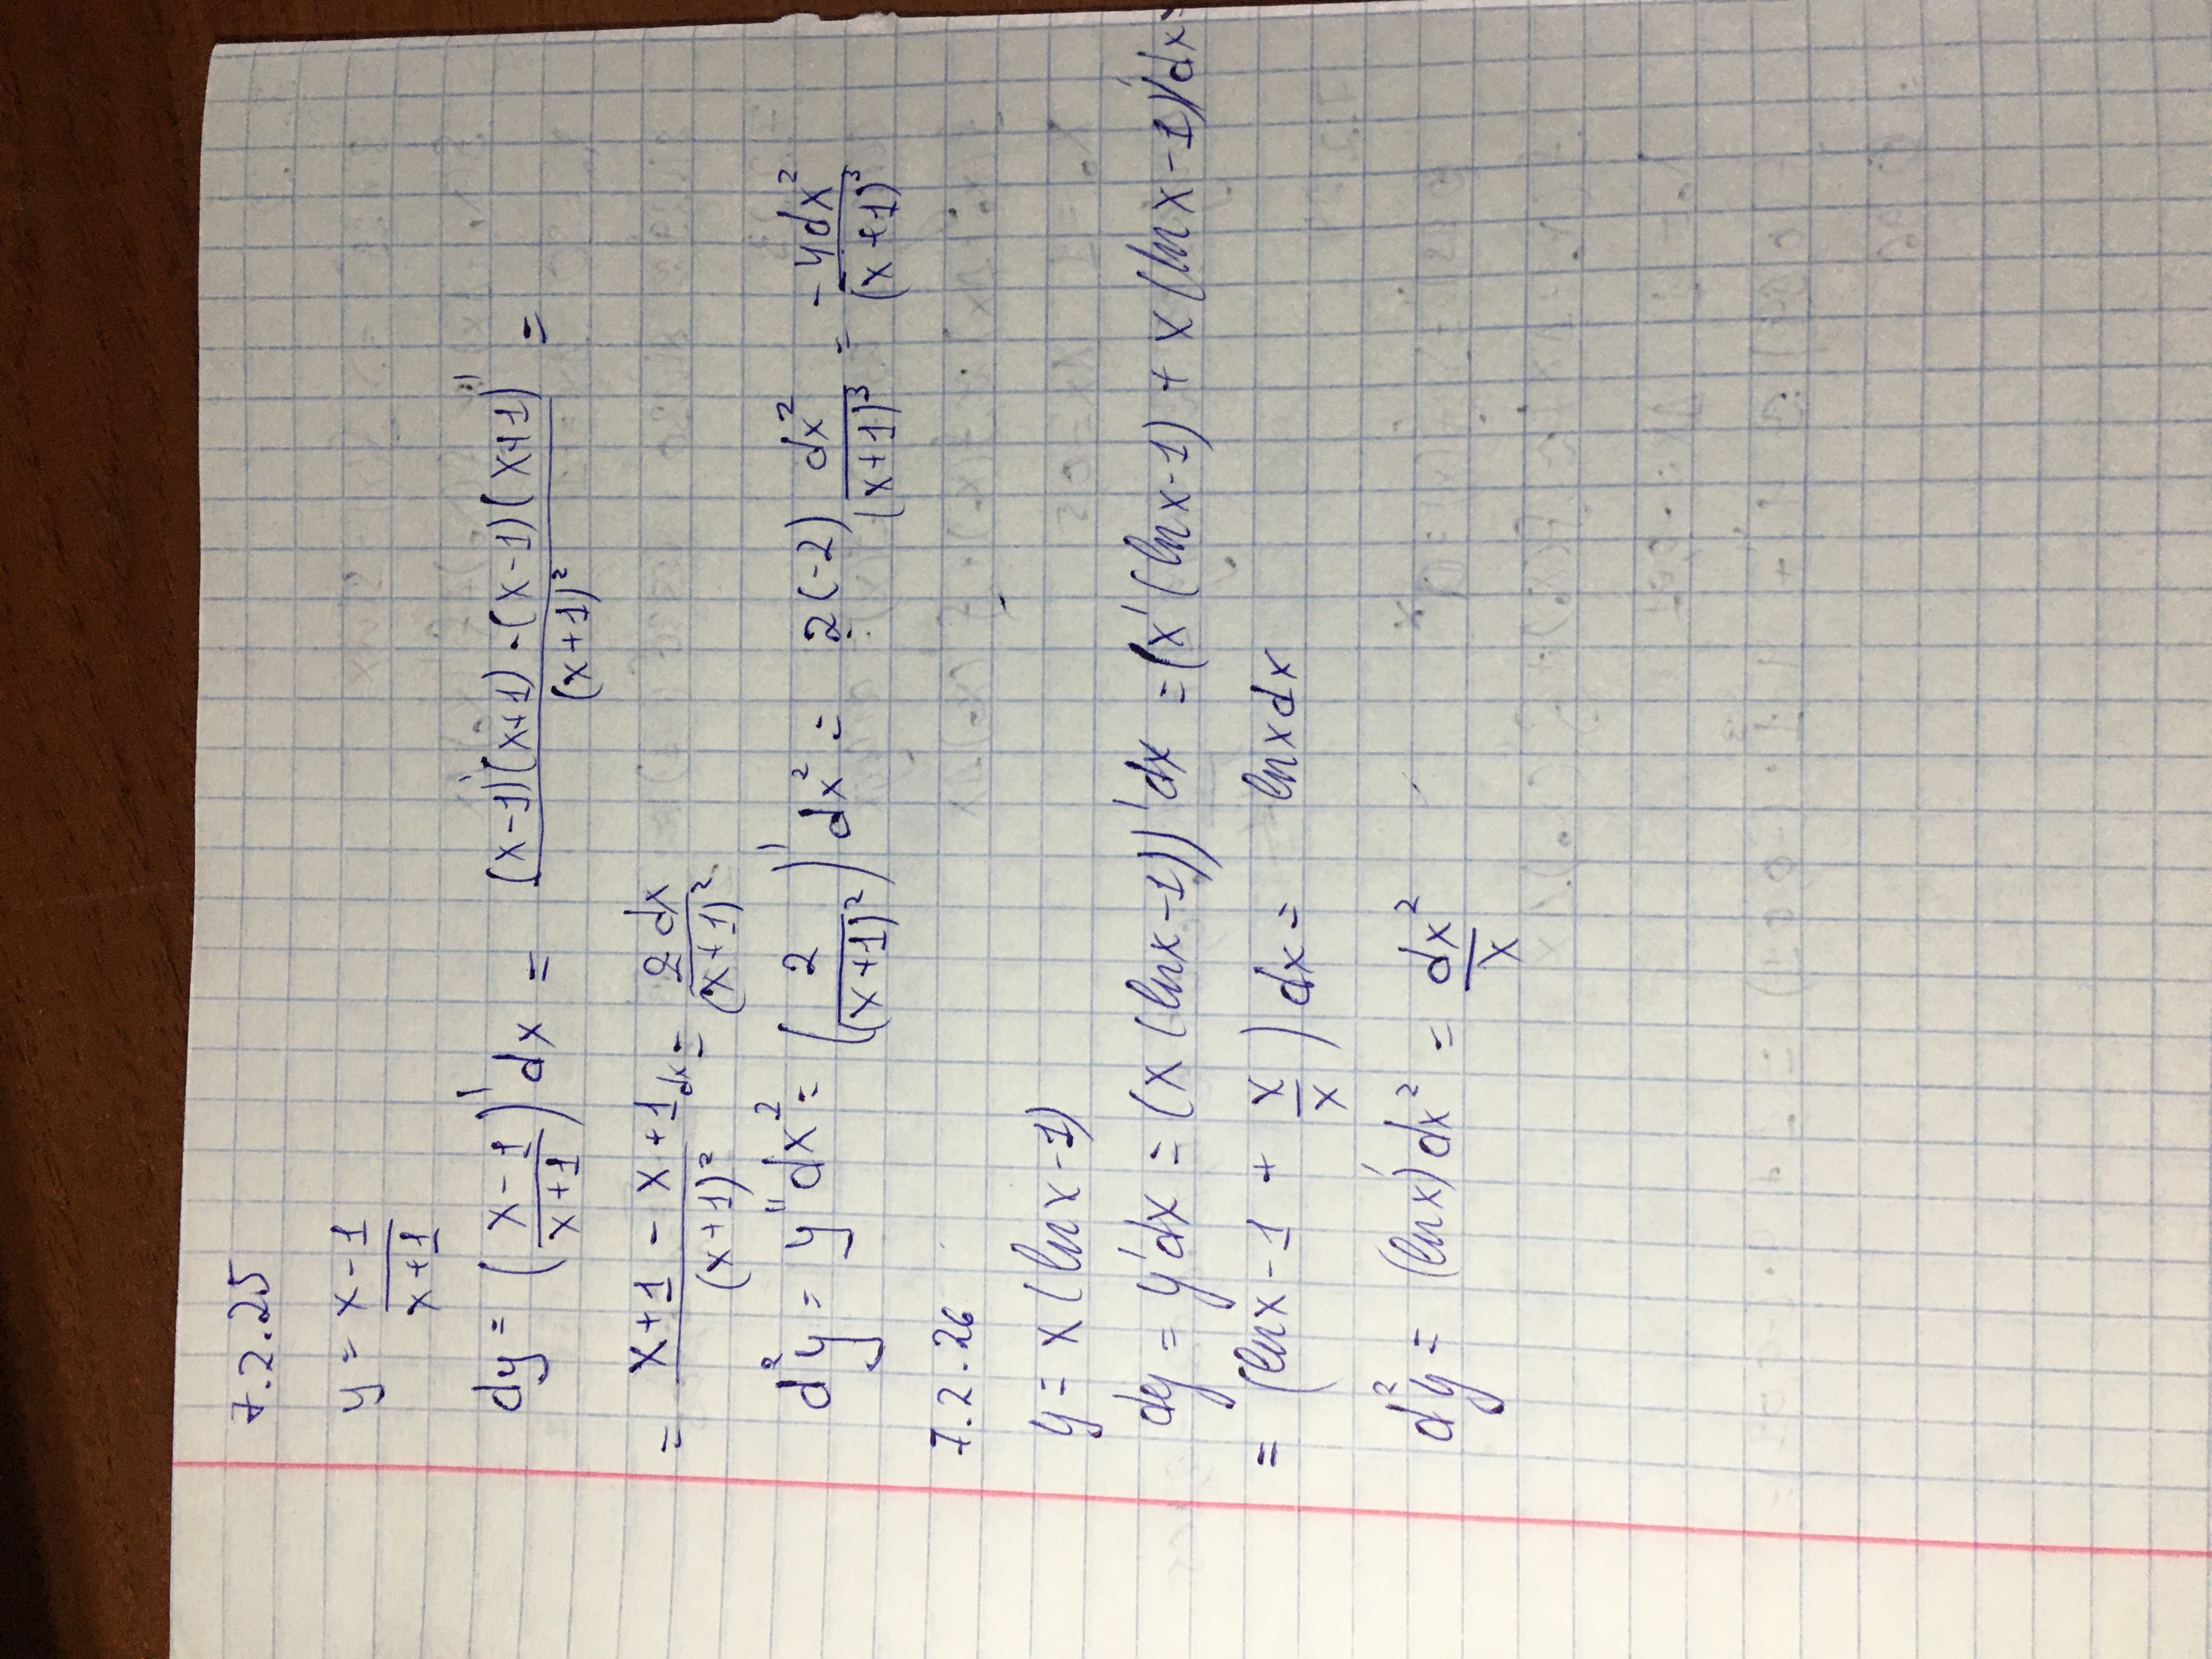 7.2.25
y = \frac{x-1}{x+1}
dy = \left(\frac{x-1}{x+1}\right)' dx = \frac{(x-1)'(x+1) - (x-1)(x+1)'}{(x+1)^2} =
= \frac{x+1-x+1}{(x+1)^2} dx = \frac{2dx}{(x+1)^2}
d^2y = y'' dx^2 = \left(\frac{2}{(x+1)^2}\right)' dx^2 = 2(-2) \frac{dx^2}{(x+1)^3} = \frac{-4dx^2}{(x+1)^3}
7.2.26
y = x(ln x - 1)
dy = y'dx = (x(ln x - 1))'dx = (x'(ln x - 1) + x(ln x - 1)'dx =
= (ln x - 1 + \frac{x}{x}) dx = ln x dx
d^2y = (ln x)' dx^2 = \frac{dx^2}{x}